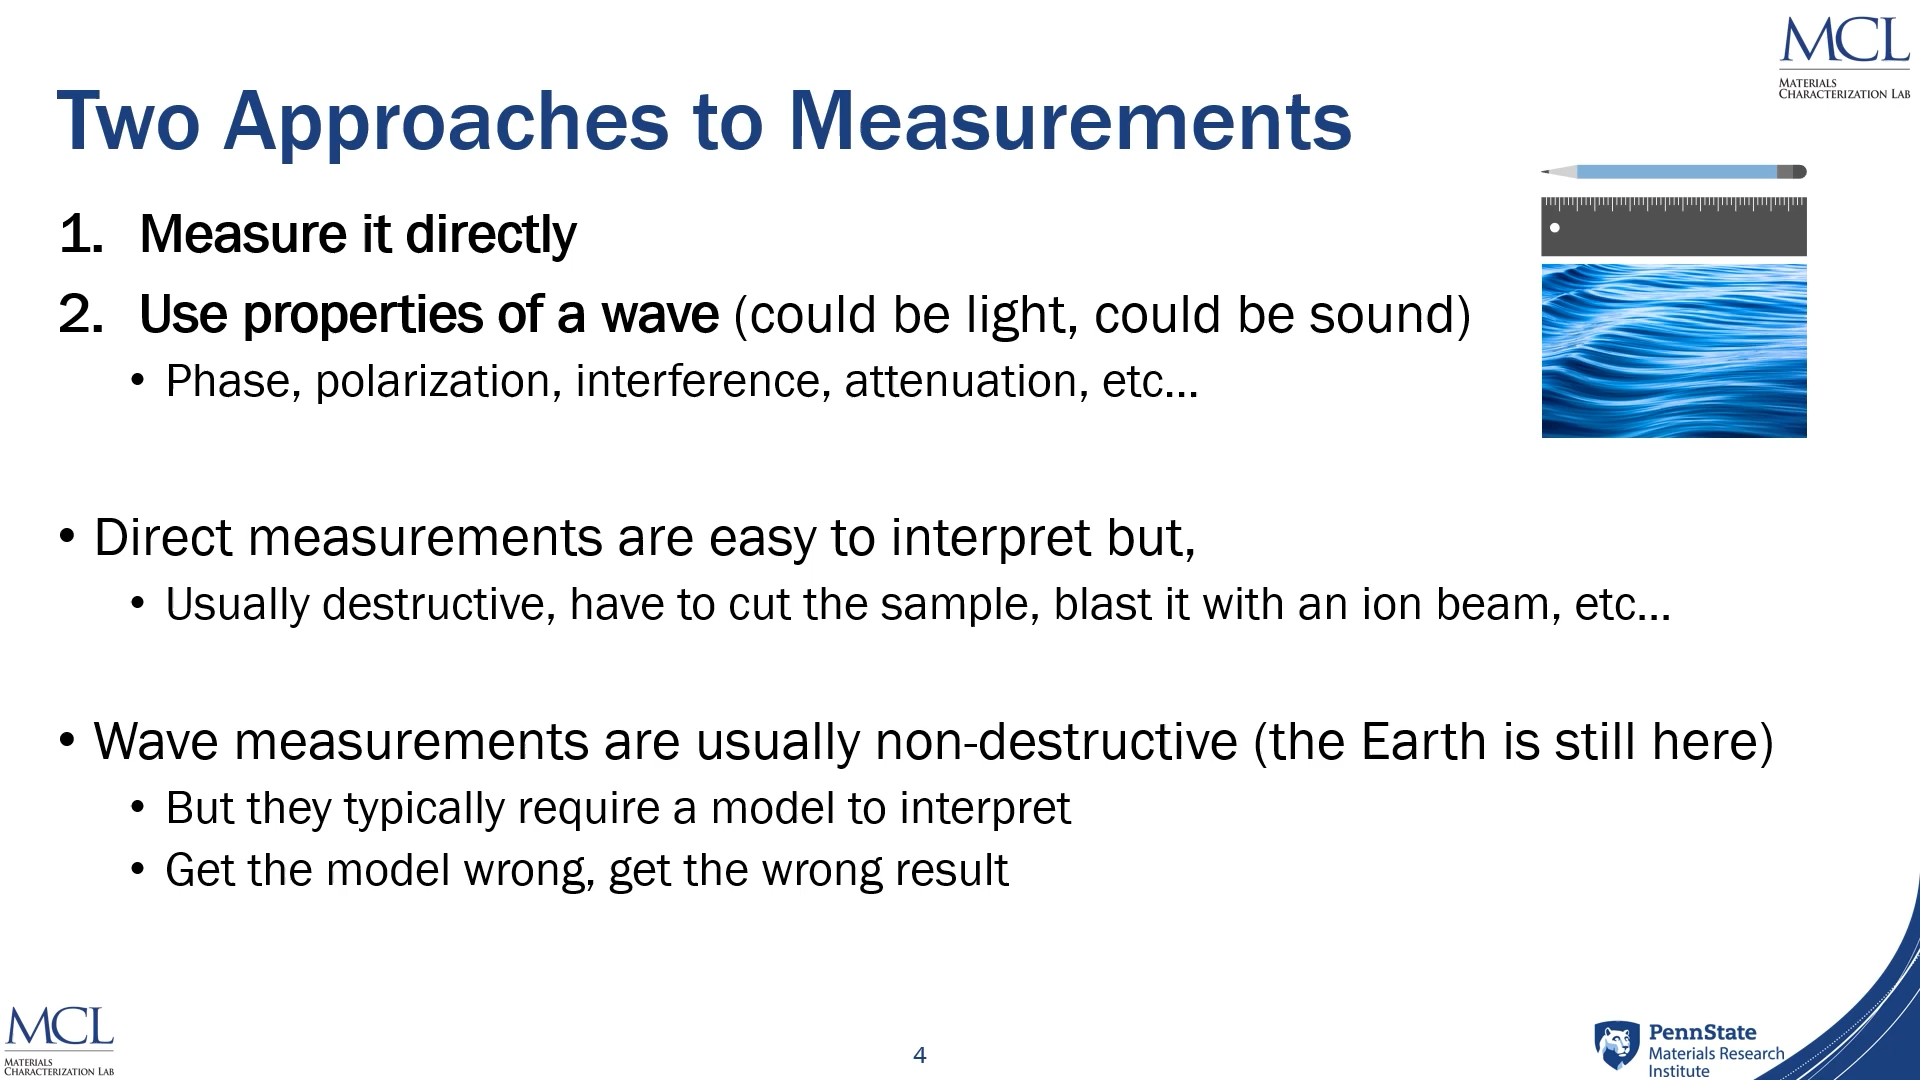 MCL
MATERIALS
CHARACTERIZATION LAB
Two Approaches to Measurements
1. Measure it directly
2. Use properties of a wave (could be light, could be sound)
• Phase, polarization, interference, attenuation, etc…
• Direct measurements are easy to interpret but,
• Usually destructive, have to cut the sample, blast it with an ion beam, etc…
• Wave measurements are usually non-destructive (the Earth is still here)
• But they typically require a model to interpret
• Get the model wrong, get the wrong result
MCL
MATERIALS
CHARACTERIZATION LAB
4
PennState
Materials Research
Institute